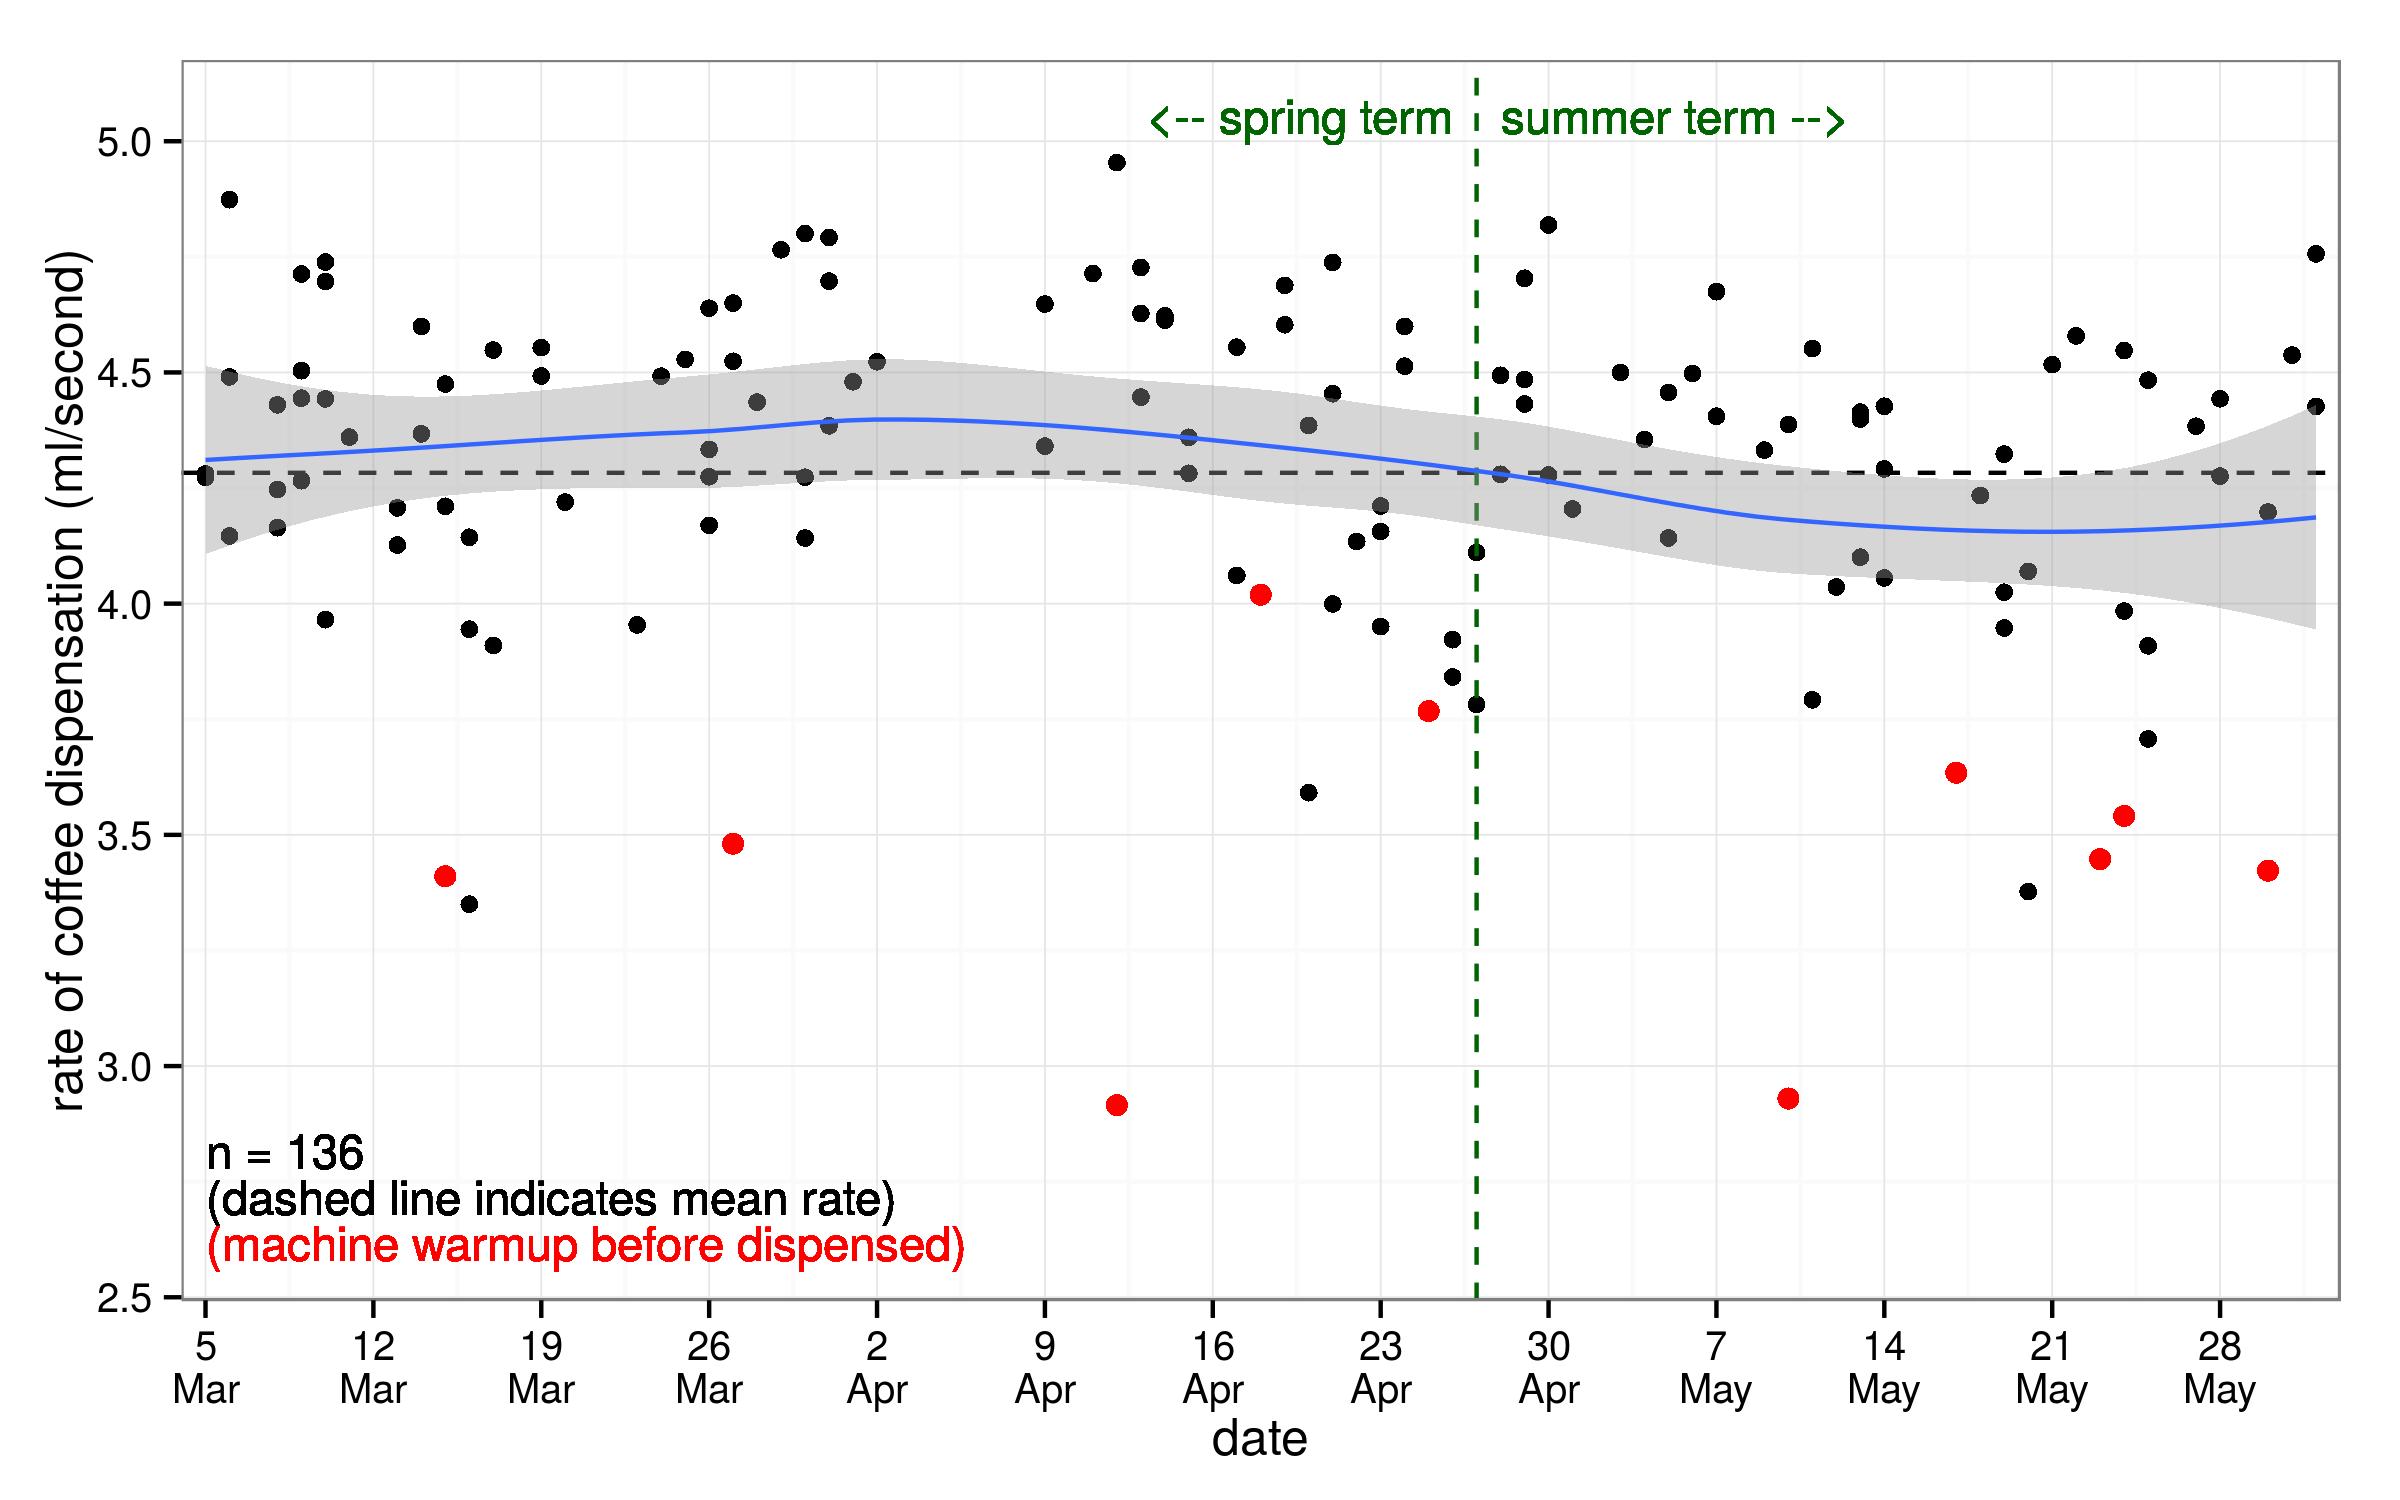 <-- spring term summer term -->
5.0
4.5
4.0
3.5
3.0
2.5
rate of coffee dispensation (ml/second)
n = 136
(dashed line indicates mean rate)
(machine warmup before dispensed)
5 12 19 26 2 9 16 23 30 7 14 21 28
Mar Mar Mar Mar Apr Apr Apr Apr Apr May May May May
date